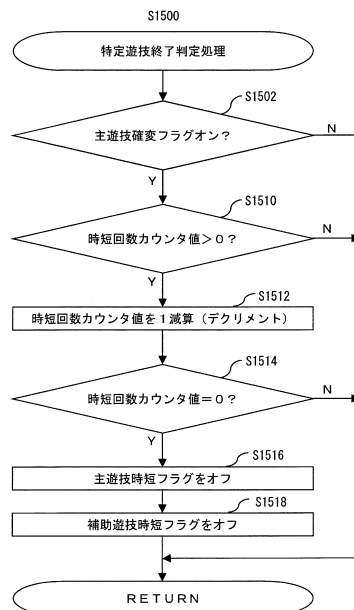 S1500
特定遊技終了判定処理
S1502
主遊技確変フラグオン?
N
Y
S1510
時短回数カウンタ値>0?
N
Y
S1512
時短回数カウンタ値を1減算(デクリメント)
S1514
時短回数カウンタ値=0?
N
Y
S1516
主遊技時短フラグをオフ
S1518
補助遊技時短フラグをオフ
RETURN